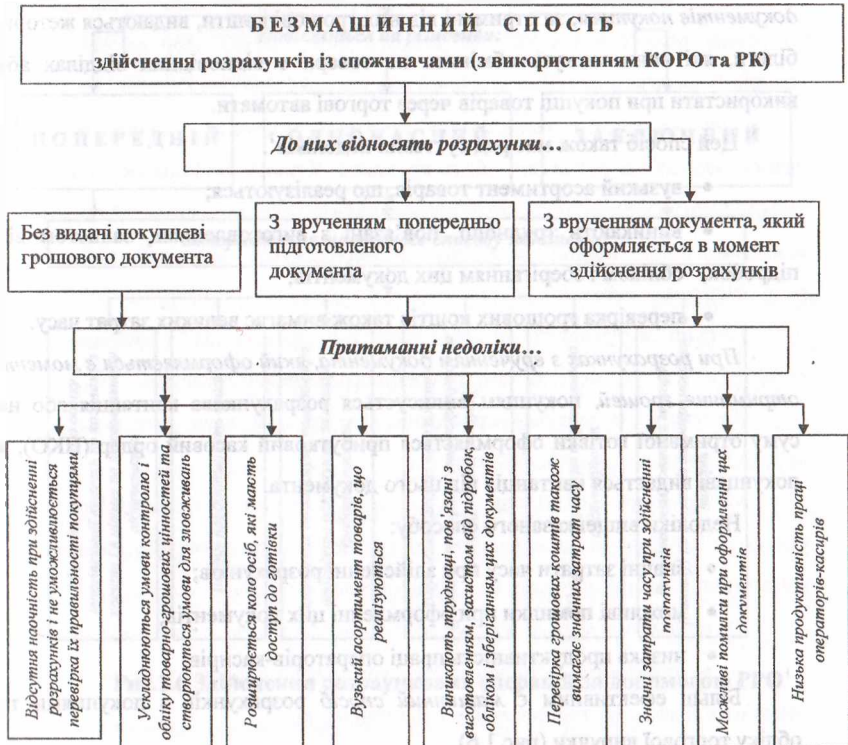 БЕЗМАШИННИЙ СПОСІБ
здійснення розрахунків із споживачами (з використанням КОРО та РК)
До них відносять розрахунки…
Без видачі покупцеві
грошового документа
З врученням попередньо
підготовленого
документа
З врученням документа, який
оформляється в момент
здійснення розрахунків
Притаманні недоліки…
Відсутня наочність при здійсненні
розрахунків і не уможливлюється
перевірка їх правильності покупцями
Ускладнюються умови контролю і
обліку товарно-грошових цінностей та
створюються умови для зловживань
Розширюється коло осіб, які мають
доступ до готівки
Вузький асортимент товарів, що
реалізуються
Виникають труднощі, пов'язані з
виготовленням, захистом від підробок,
обліком і зберіганням цих документів
Перевірка грошових коштів також
вимагає значних затрат часу
Значні затрати часу при здійсненні
розрахунків
Можливі помилки при оформленні цих
документів
Низька продуктивність праці
операторів-касирів